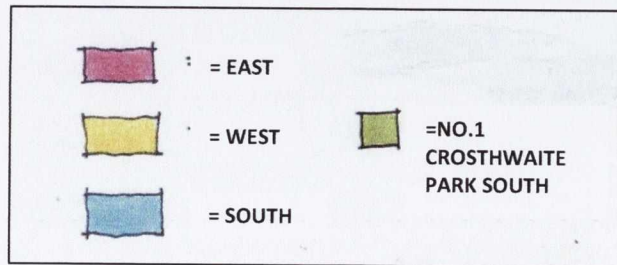 = EAST
= WEST
= SOUTH
=NO.1
CROSTHWAITE
PARK SOUTH